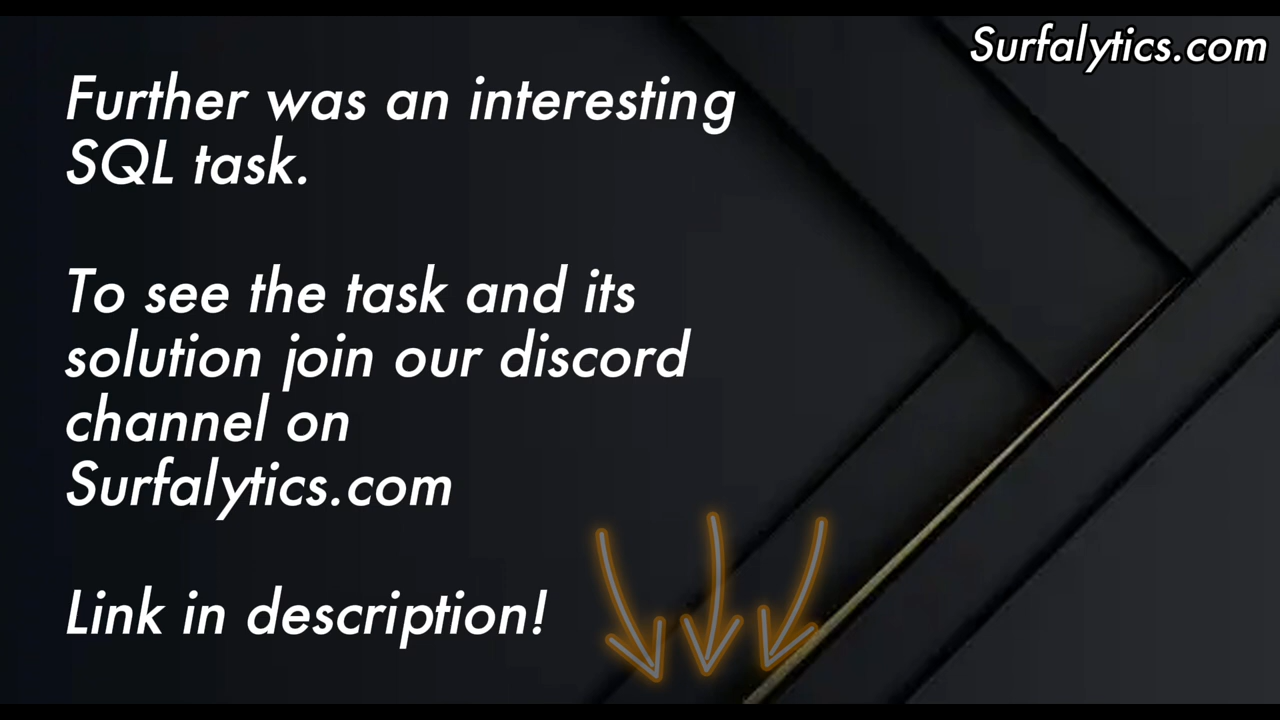 Surfalytics.com
Further was an interesting
SQL task.
To see the task and its
solution join our discord
channel on
Surfalytics.com
Link in description!